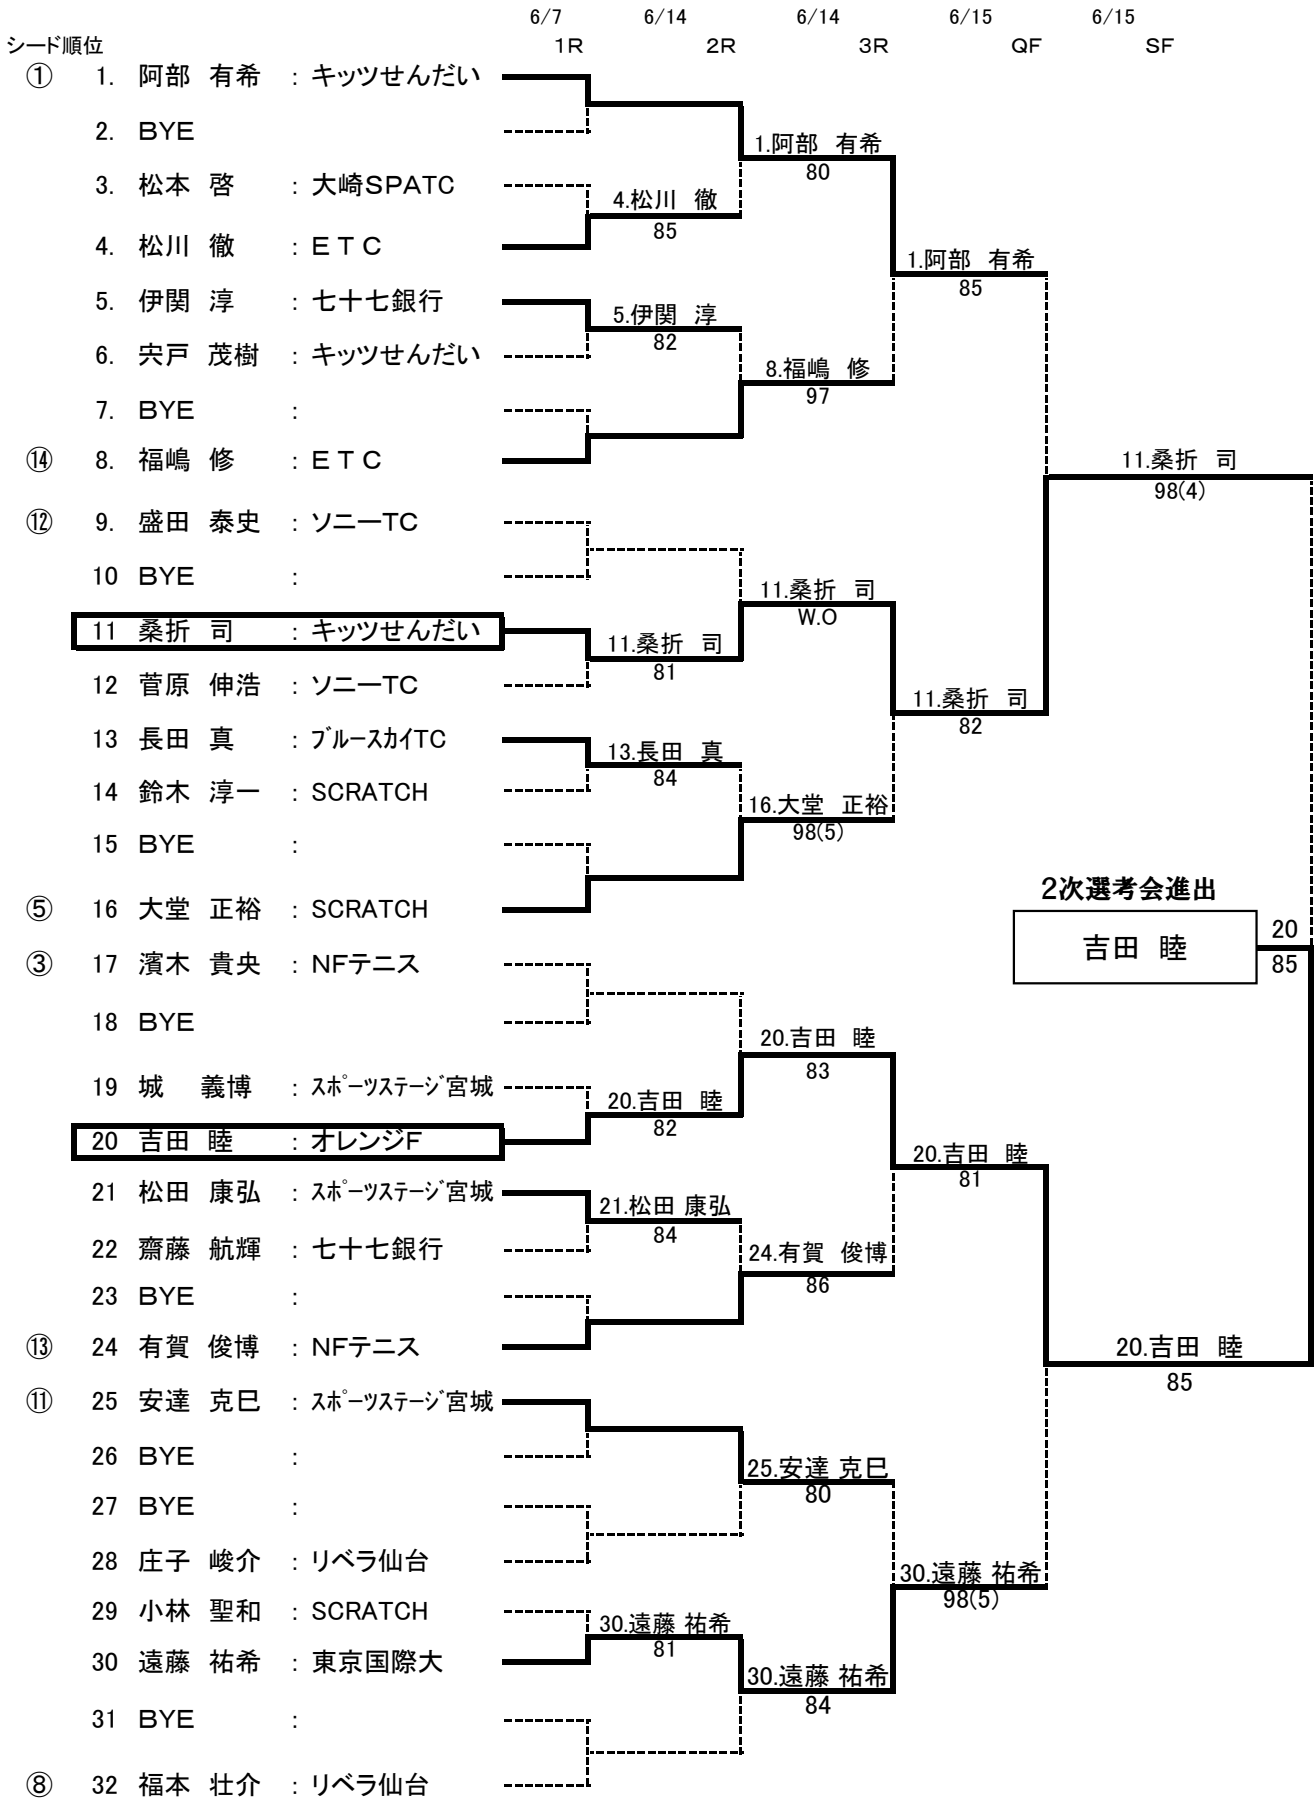 6/7 6/14 6/14 6/15 6/15
シード順位 1R 2R 3R QF SF
① 1. 阿部 有希 : キッツせんだい
2. BYE
1.阿部 有希
80
3. 松本 啓 : 大崎SPATC
4.松川 徹
85
4. 松川 徹 : ETC
1.阿部 有希
85
5. 伊関 淳 : 七十七銀行
5.伊関 淳
82
6. 宍戸 茂樹 : キッツせんだい
8.福嶋 修
97
7. BYE :
⑭ 8. 福嶋 修 : ETC
11.桑折 司
98(4)
⑫ 9. 盛田 泰史 : ソニーTC
10 BYE :
11.桑折 司
W.O
11 桑折 司 : キッツせんだい
11.桑折 司
81
12 菅原 伸浩 : ソニーTC
11.桑折 司
82
13 長田 真 : ブルースカイTC
13.長田 真
84
14 鈴木 淳一 : SCRATCH
16.大堂 正裕
98(5)
15 BYE :
⑤ 16 大堂 正裕 : SCRATCH
2次選考会進出
吉田 睦
20
85
③ 17 濱木 貴央 : NFテニス
18 BYE
20.吉田 睦
83
19 城 義博 : スポーツステージ宮城
20.吉田 睦
82
20 吉田 睦 : オレンジF
20.吉田 睦
81
21 松田 康弘 : スポーツステージ宮城
21.松田 康弘
84
22 齋藤 航輝 : 七十七銀行
24.有賀 俊博
86
23 BYE :
⑬ 24 有賀 俊博 : NFテニス
20.吉田 睦
85
⑪ 25 安達 克巳 : スポーツステージ宮城
26 BYE :
25.安達 克巳
80
27 BYE :
28 庄子 峻介 : リベラ仙台
30.遠藤 祐希
98(5)
29 小林 聖和 : SCRATCH
30.遠藤 祐希
81
30 遠藤 祐希 : 東京国際大
30.遠藤 祐希
84
31 BYE :
⑧ 32 福本 壮介 : リベラ仙台